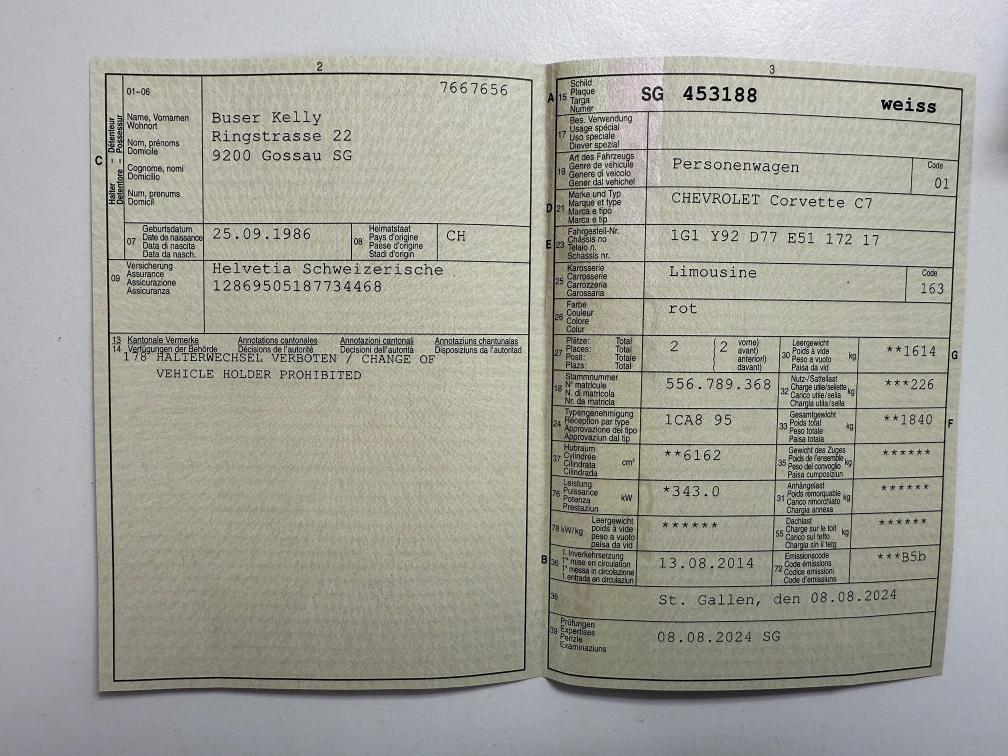 2
01–06
7667656
C
Halter — Détenteur
Detentore — Possessur
Name, Vornamen
Wohnort
Nom, prénoms
Domicile
Cognome, nomi
Domicilio
Num, prenums
Domicil
Buser Kelly
Ringstrasse 22
9200 Gossau SG
07
Geburtsdatum
Date de naissance
Data di nascita
Data da nasch.
25.09.1986
08
Heimatstaat
Pays d'origine
Paese d'origine
Stadi d'origin
CH
09
Versicherung
Assurance
Assicurazione
Assicuranza
Helvetia Schweizerische
12869505187734468
13 Kantonale Vermerke Annotations cantonales Annotazioni cantonali Annotaziuns chantunalas
14 Verfügungen der Behörde Décisions de l'autorité Decisioni dell'autorità Disposiziuns da l'autoritad
178 HALTERWECHSEL VERBOTEN / CHANGE OF
VEHICLE HOLDER PROHIBITED
3
A 15
Schild
Plaque
Targa
Numer
SG 453188 weiss
17
Bes. Verwendung
Usage spécial
Uso speciale
Diever spezial
19
Art des Fahrzeugs
Genre de véhicule
Genere di veicolo
Gener dal vehichel
Personenwagen
Code
01
D 21
Marke und Typ
Marque et type
Marca e tipo
Marca e tip
CHEVROLET Corvette C7
E 23
Fahrgestell-Nr.
Châssis no
Telaio n.
Schassis nr.
1G1 Y92 D77 E51 172 17
25
Karosserie
Carrosserie
Carrozzeria
Carossaria
Limousine
Code
163
26
Farbe
Couleur
Colore
Colur
rot
27
Plätze: Total
Places: Total
Posti: Totale
Plazs: Total
2
2
vorne)
avant)
anteriori)
davant)
30
Leergewicht
Poids à vide
Peso a vuoto
Paisa da vid
kg
**1614
G
18
Stammnummer
N° matricule
N. di matricola
Nr. da matricla
556.789.368
32
Nutz-/Sattellast
Charge utile/sellette
Carico utile/sella
Chargia utila/sella
kg
***226
24
Typengenehmigung
Réception par type
Approvazione del tipo
Approvaziun dal tip
1CA8 95
33
Gesamtgewicht
Poids total
Peso totale
Paisa totala
kg
**1840
F
37
Hubraum
Cylindrée
Cilindrata
Cilindrada
cm³
**6162
35
Gewicht des Zuges
Poids de l'ensemble
Peso del convoglio
Paisa cumposiziun
kg
******
76
Leistung
Puissance
Potenza
Prestaziun
kW
*343.0
31
Anhängelast
Poids remorquable
Carico rimorchiato
Chargia annexa
kg
******
78 kW/kg
Leergewicht
poids à vide
peso a vuoto
paisa da vid
******
55
Dachlast
Charge sur le toit
Carico sul tetto
Chargia sin il tetg
kg
******
B 36
1. Inverkehrsetzung
1re mise en circulation
1a messa in circolazione
1. entrada en circulaziun
13.08.2014
72
Emissionscode
Code émissions
Codice emissioni
Code d'emissiuns
***B5b
38
St. Gallen, den 08.08.2024
39
Prüfungen
Expertises
Perizie
Examinaziuns
08.08.2024 SG